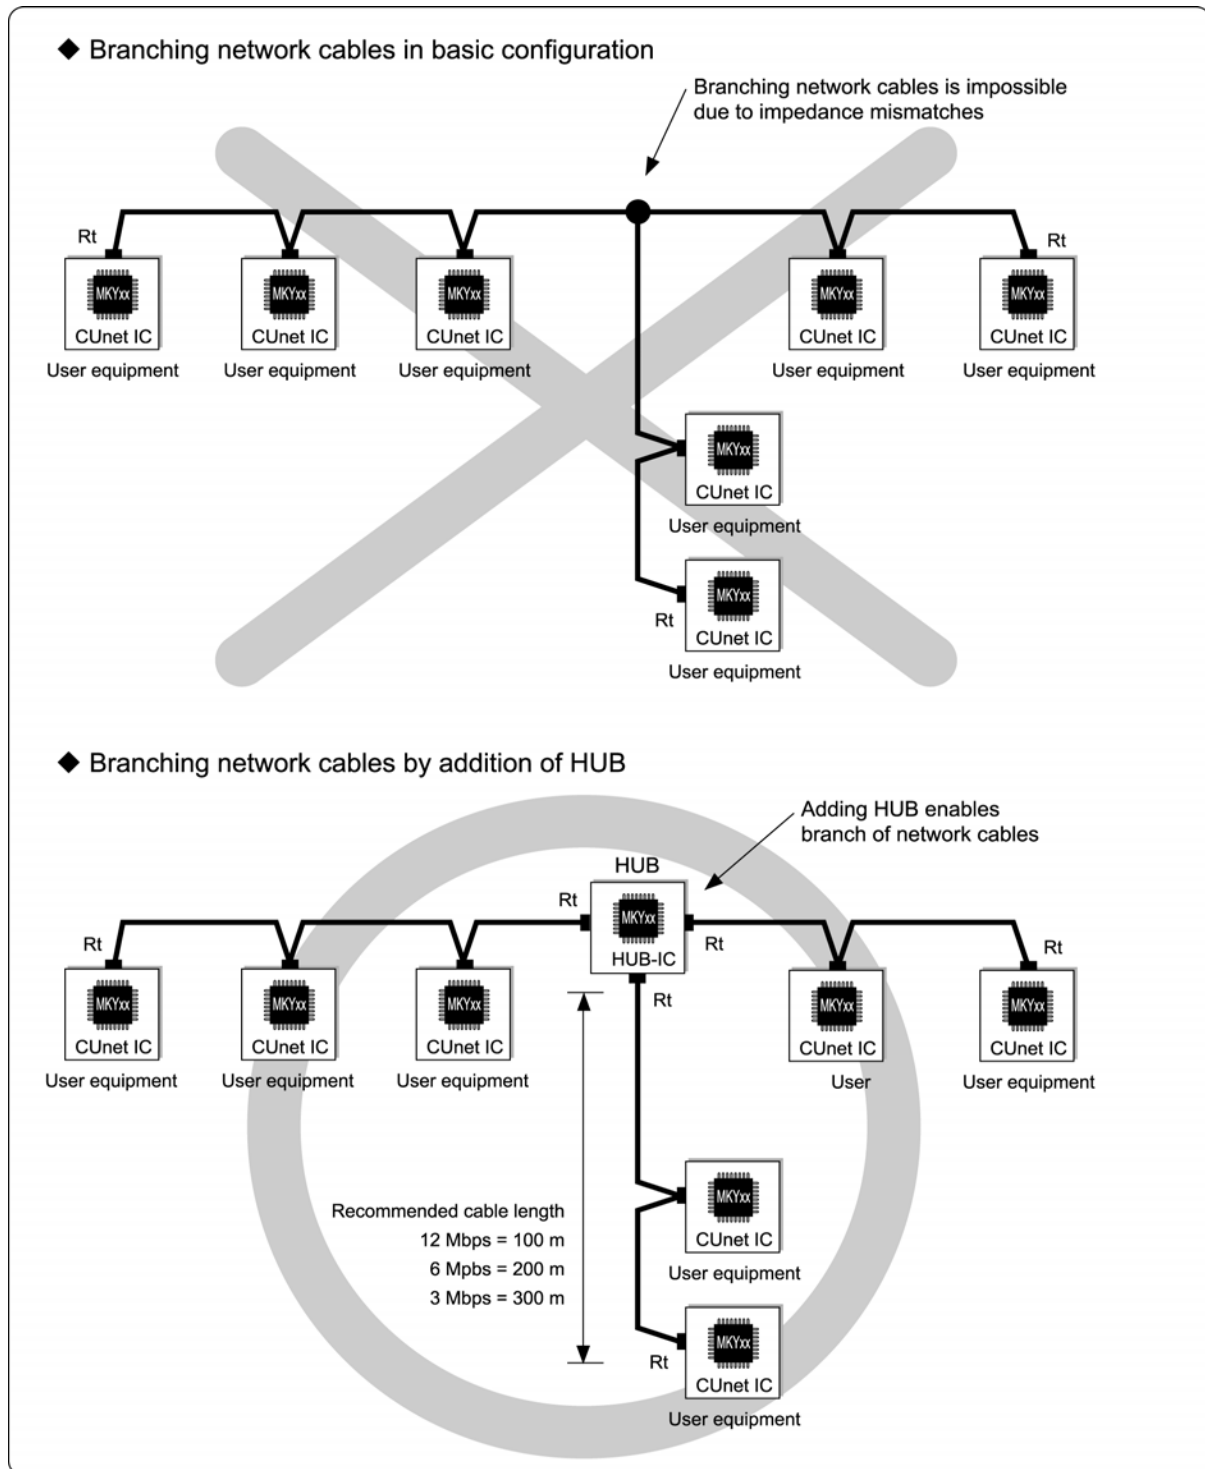 ◆ Branching network cables in basic configuration
Branching network cables is impossible
due to impedance mismatches
Rt
Rt
MKYxx
MKYxx
MKYxx
MKYxx
MKYxx
CUnet IC
CUnet IC
CUnet IC
CUnet IC
CUnet IC
User equipment
User equipment
User equipment
User equipment
User equipment
MKYxx
CUnet IC
User equipment
MKYxx
Rt
CUnet IC
User equipment
◆ Branching network cables by addition of HUB
Adding HUB enables
branch of network cables
HUB
Rt
MKYxx
Rt
Rt
Rt
HUB-IC
Rt
MKYxx
MKYxx
MKYxx
MKYxx
MKYxx
CUnet IC
CUnet IC
CUnet IC
CUnet IC
CUnet IC
User equipment
User equipment
User equipment
User
User equipment
MKYxx
Recommended cable length
12 Mbps = 100 m
6 Mpbs = 200 m
3 Mbps = 300 m
CUnet IC
User equipment
MKYxx
Rt
CUnet IC
User equipment